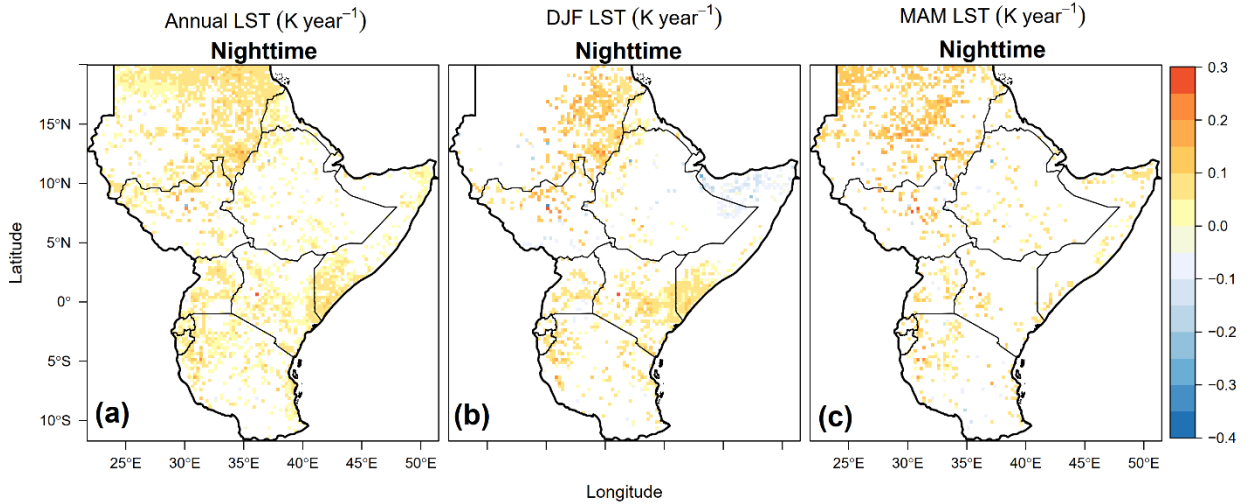 Annual LST (K year⁻¹)
Nighttime
DJF LST (K year⁻¹)
Nighttime
MAM LST (K year⁻¹)
Nighttime
Latitude
15°N
10°N
5°N
0°
5°S
10°S
(a)
(b)
(c)
25°E 30°E 35°E 40°E 45°E 50°E
25°E 30°E 35°E 40°E 45°E 50°E
Longitude
0.3
0.2
0.1
0.0
−0.1
−0.2
−0.3
−0.4